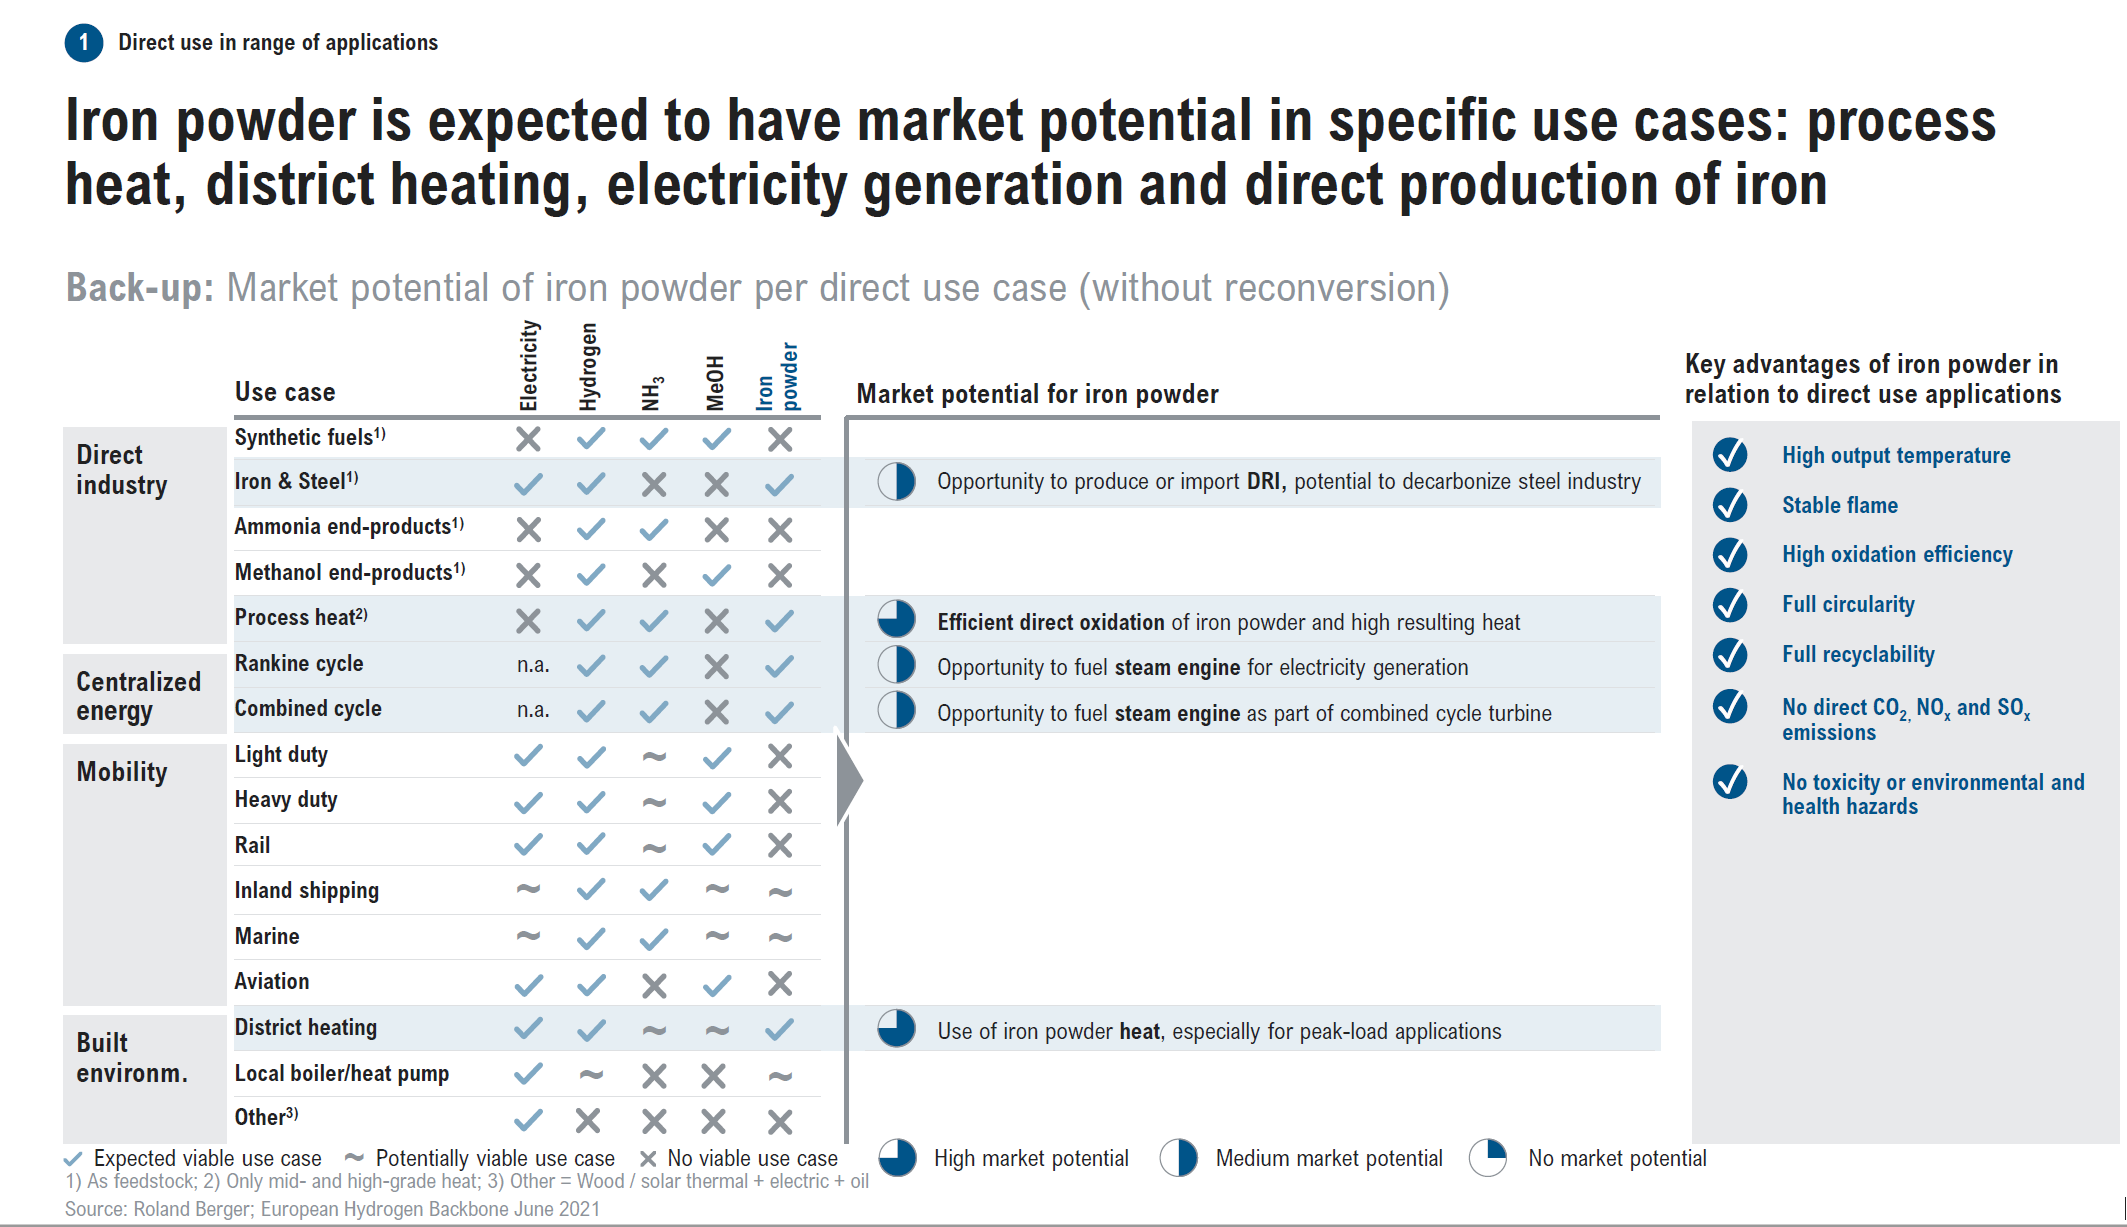 1 Direct use in range of applications
Iron powder is expected to have market potential in specific use cases: process
heat, district heating, electricity generation and direct production of iron
Back-up: Market potential of iron powder per direct use case (without reconversion)
Use case
Electricity
Hydrogen
NH3
MeOH
Iron
powder
Market potential for iron powder
Key advantages of iron powder in
relation to direct use applications
Direct
industry
Synthetic fuels1)
Iron & Steel1)
Opportunity to produce or import DRI, potential to decarbonize steel industry
Ammonia end-products1)
Methanol end-products1)
Process heat2)
Efficient direct oxidation of iron powder and high resulting heat
Centralized
energy
Rankine cycle n.a.
Opportunity to fuel steam engine for electricity generation
Combined cycle n.a.
Opportunity to fuel steam engine as part of combined cycle turbine
Mobility
Light duty
Heavy duty
Rail
Inland shipping
Marine
Aviation
Built
environm.
District heating
Use of iron powder heat, especially for peak-load applications
Local boiler/heat pump
Other3)
High output temperature
Stable flame
High oxidation efficiency
Full circularity
Full recyclability
No direct CO2, NOx and SOx
emissions
No toxicity or environmental and
health hazards
Expected viable use case ~ Potentially viable use case No viable use case
High market potential Medium market potential No market potential
1) As feedstock; 2) Only mid- and high-grade heat; 3) Other = Wood / solar thermal + electric + oil
Source: Roland Berger; European Hydrogen Backbone June 2021